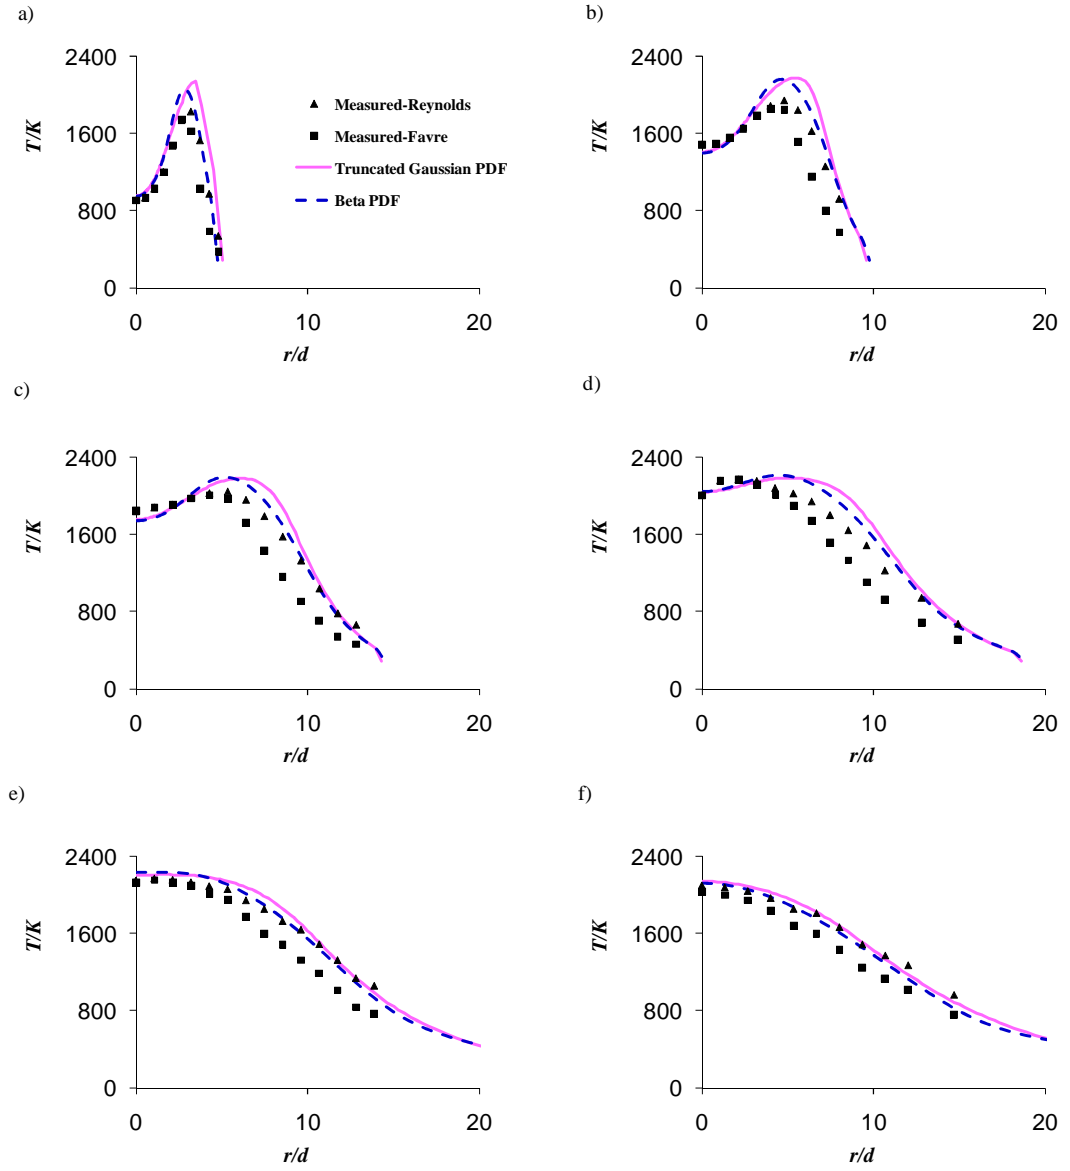 a)
2400
1600
800
0
T/K
0
10
20
r/d
Measured-Reynolds
Measured-Favre
Truncated Gaussian PDF
Beta PDF
b)
2400
1600
800
0
T/K
0
10
20
r/d
c)
2400
1600
800
0
T/K
0
10
20
r/d
d)
2400
1600
800
0
T/K
0
10
20
r/d
e)
2400
1600
800
0
T/K
0
10
20
r/d
f)
2400
1600
800
0
T/K
0
10
20
r/d